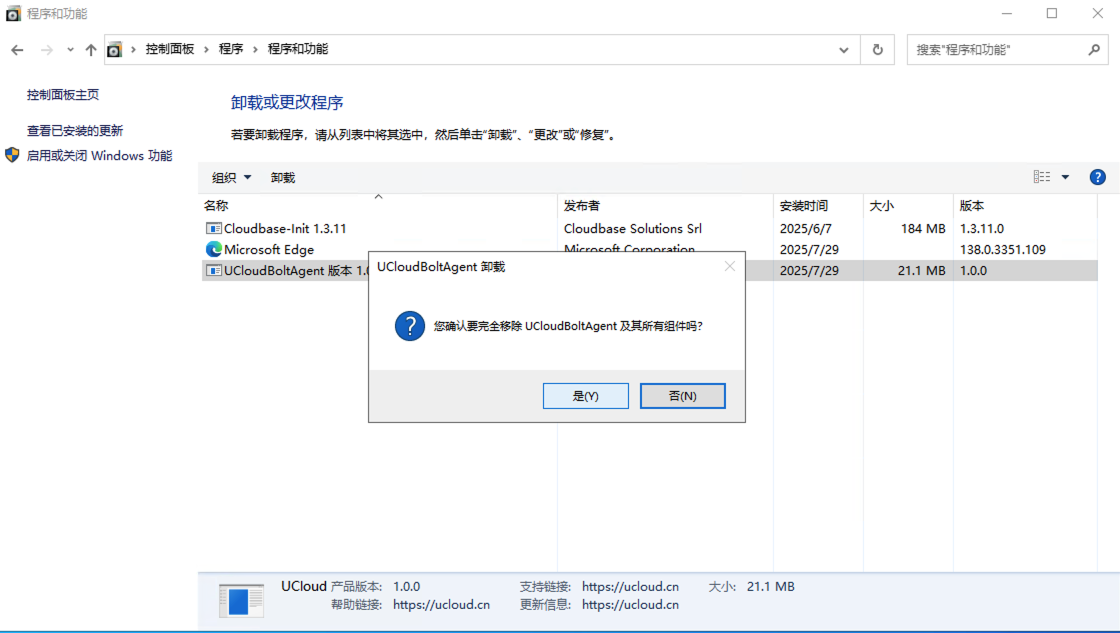 程序和功能
控制面板 › 程序 › 程序和功能
搜索"程序和功能"
控制面板主页
查看已安装的更新
启用或关闭 Windows 功能
卸载或更改程序
若要卸载程序，请从列表中将其选中，然后单击"卸载"、"更改"或"修复"。
组织 卸载
名称 发布者 安装时间 大小 版本
Cloudbase-Init 1.3.11 Cloudbase Solutions Srl 2025/6/7 184 MB 1.3.11.0
Microsoft Edge Microsoft Corporation 2025/7/29 138.0.3351.109
UCloudBoltAgent 版本 1.0 2025/7/29 21.1 MB 1.0.0
UCloudBoltAgent 卸载
您确认要完全移除 UCloudBoltAgent 及其所有组件吗?
是(Y) 否(N)
UCloud 产品版本: 1.0.0 支持链接: https://ucloud.cn 大小: 21.1 MB
帮助链接: https://ucloud.cn 更新信息: https://ucloud.cn